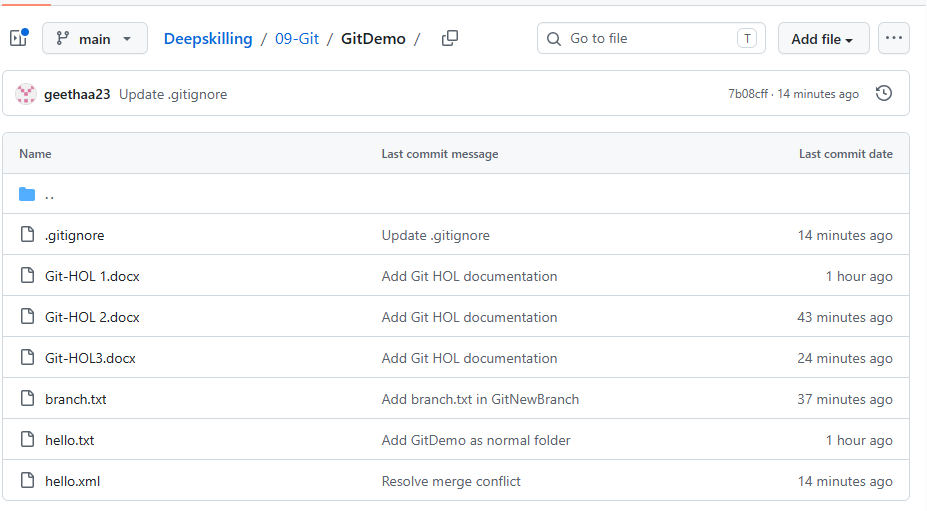 main Deepskilling / 09-Git / GitDemo / Go to file T Add file
geethaa23 Update .gitignore 7b08cff · 14 minutes ago
Name Last commit message Last commit date
..
.gitignore Update .gitignore 14 minutes ago
Git-HOL 1.docx Add Git HOL documentation 1 hour ago
Git-HOL 2.docx Add Git HOL documentation 43 minutes ago
Git-HOL3.docx Add Git HOL documentation 24 minutes ago
branch.txt Add branch.txt in GitNewBranch 37 minutes ago
hello.txt Add GitDemo as normal folder 1 hour ago
hello.xml Resolve merge conflict 14 minutes ago